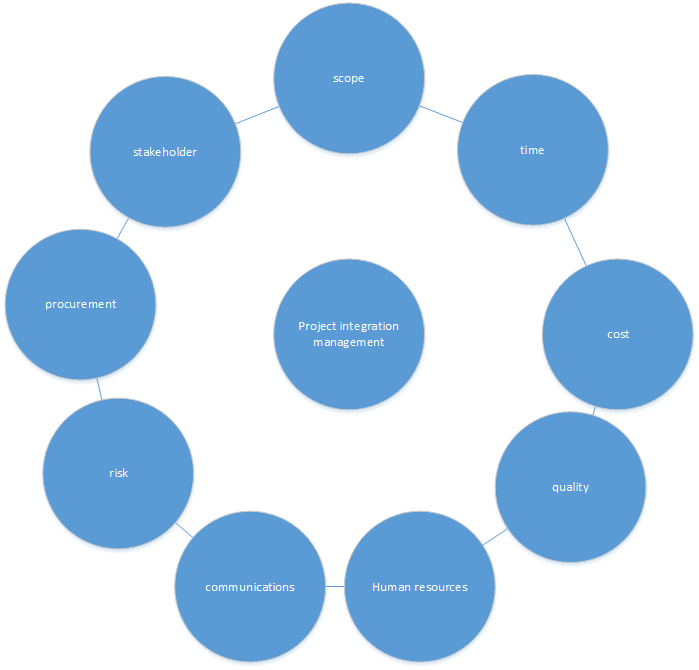 scope
stakeholder
time
procurement
Project integration
management
cost
risk
quality
communications
Human resources